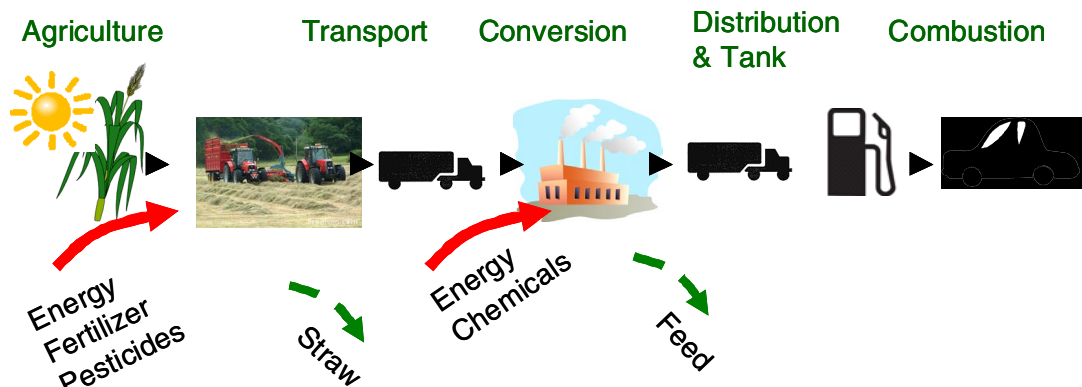 Agriculture
Transport
Conversion
Distribution
& Tank
Combustion
Energy
Fertilizer
Pesticides
Straw
Energy
Chemicals
Feed